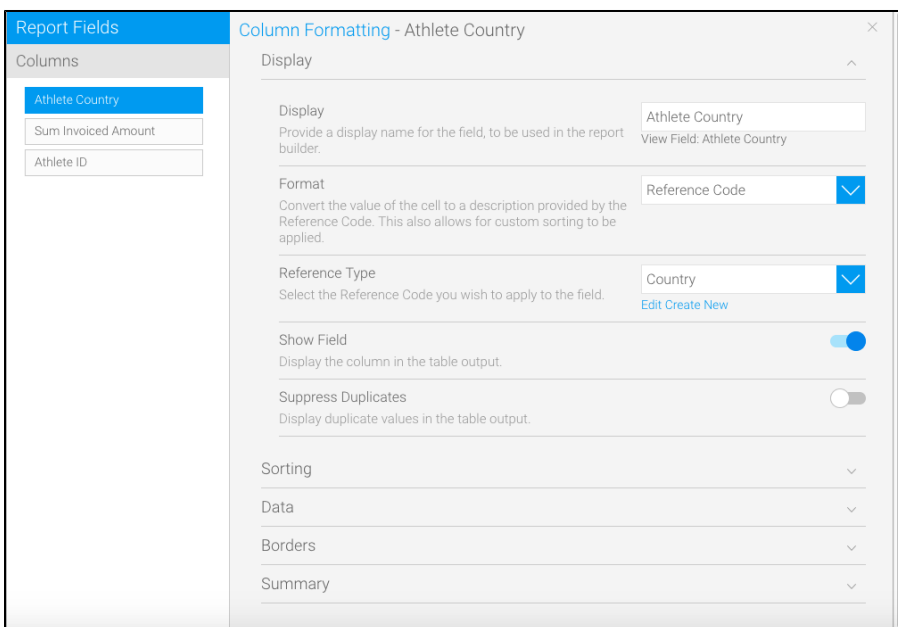 Report Fields
Columns
Athlete Country
Sum Invoiced Amount
Athlete ID
Column Formatting - Athlete Country
Display
Display
Provide a display name for the field, to be used in the report
builder.
Athlete Country
View Field: Athlete Country
Format
Convert the value of the cell to a description provided by the
Reference Code. This also allows for custom sorting to be
applied.
Reference Code
Reference Type
Select the Reference Code you wish to apply to the field.
Country
Edit Create New
Show Field
Display the column in the table output.
Suppress Duplicates
Display duplicate values in the table output.
Sorting
Data
Borders
Summary